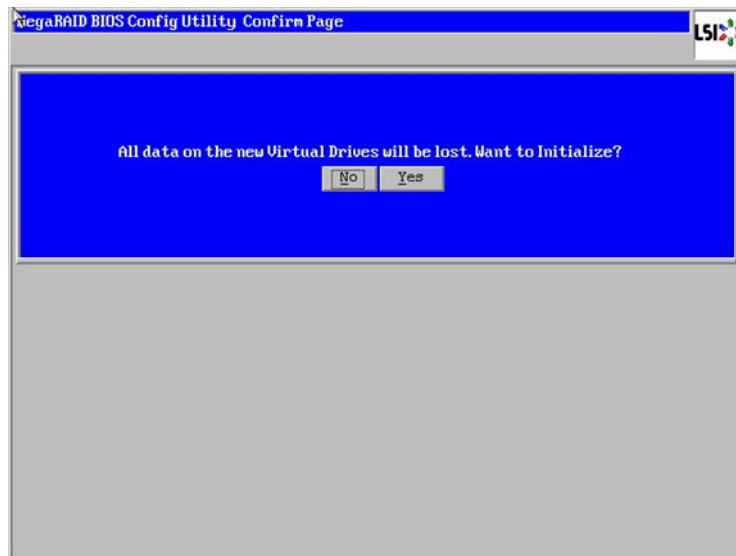 MegaRAID BIOS Config Utility Confirm Page
LSI
All data on the new Virtual Drives will be lost. Want to Initialize?
No
Yes